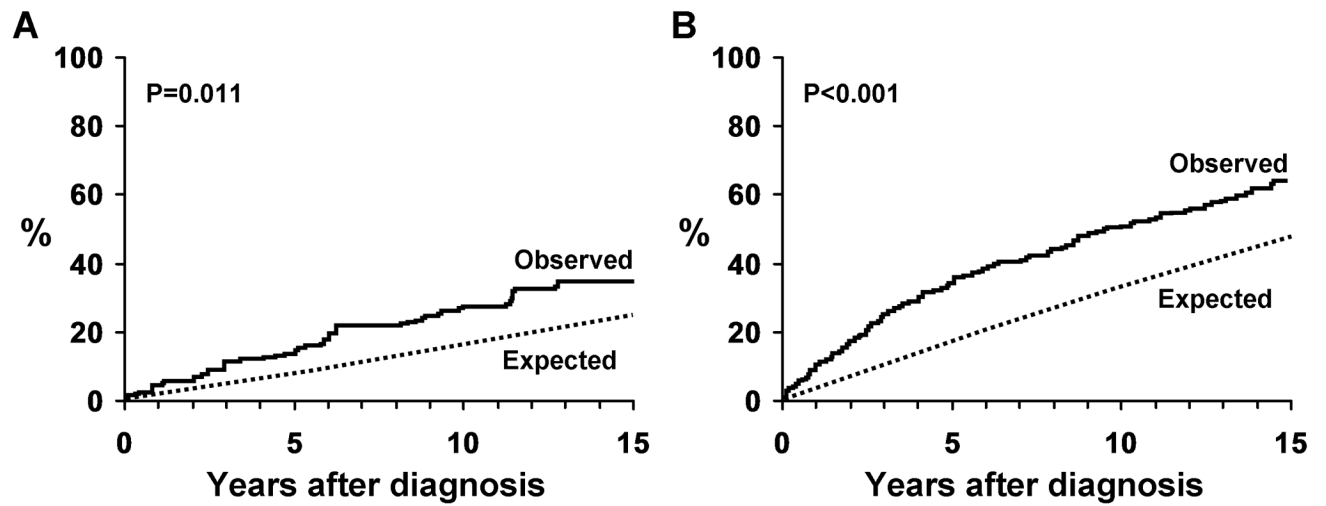 A
100
P=0.011
80
60
%
Observed
40
20
Expected
0
0 5 10 15
Years after diagnosis
B
100
P<0.001
80
Observed
60
%
40
Expected
20
0
0 5 10 15
Years after diagnosis